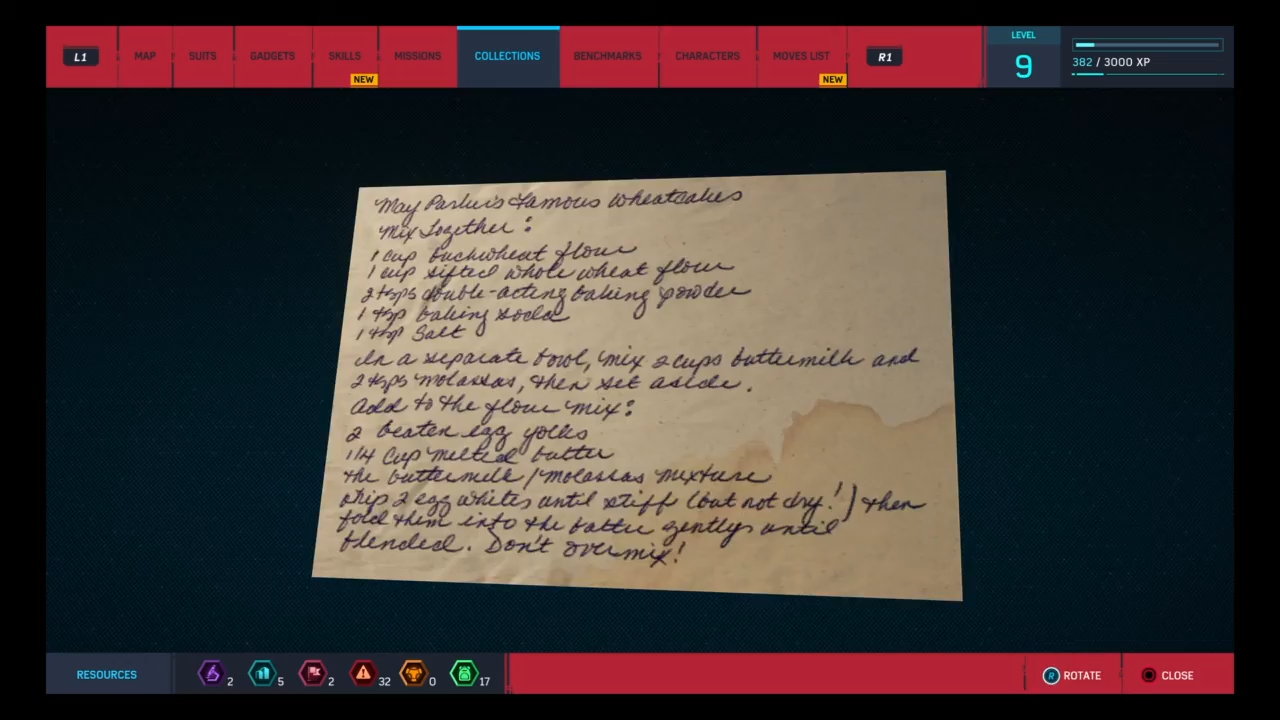 L1 MAP SUITS GADGETS SKILLS MISSIONS COLLECTIONS BENCHMARKS CHARACTERS MOVES LIST R1
NEW NEW
LEVEL
9
382 / 3000 XP
May Parker's Famous Wheatcakes
Mix Together:
1 cup buckwheat flour
1 cup sifted whole wheat flour
2 tsps double-acting baking powder
1 tsp baking soda
1 tsp Salt
In a separate bowl, mix 2 cups buttermilk and
2 tsps molassas, then set aside.
Add to the flour mix:
2 beaten egg yolks
1/4 Cup melted butter
the buttermilk/molassas mixture
whip 2 egg whites until stiff (but not dry!) then
fold them into the batter gently until
blended. Don't overmix!
RESOURCES 2 5 2 32 0 17 R ROTATE CLOSE